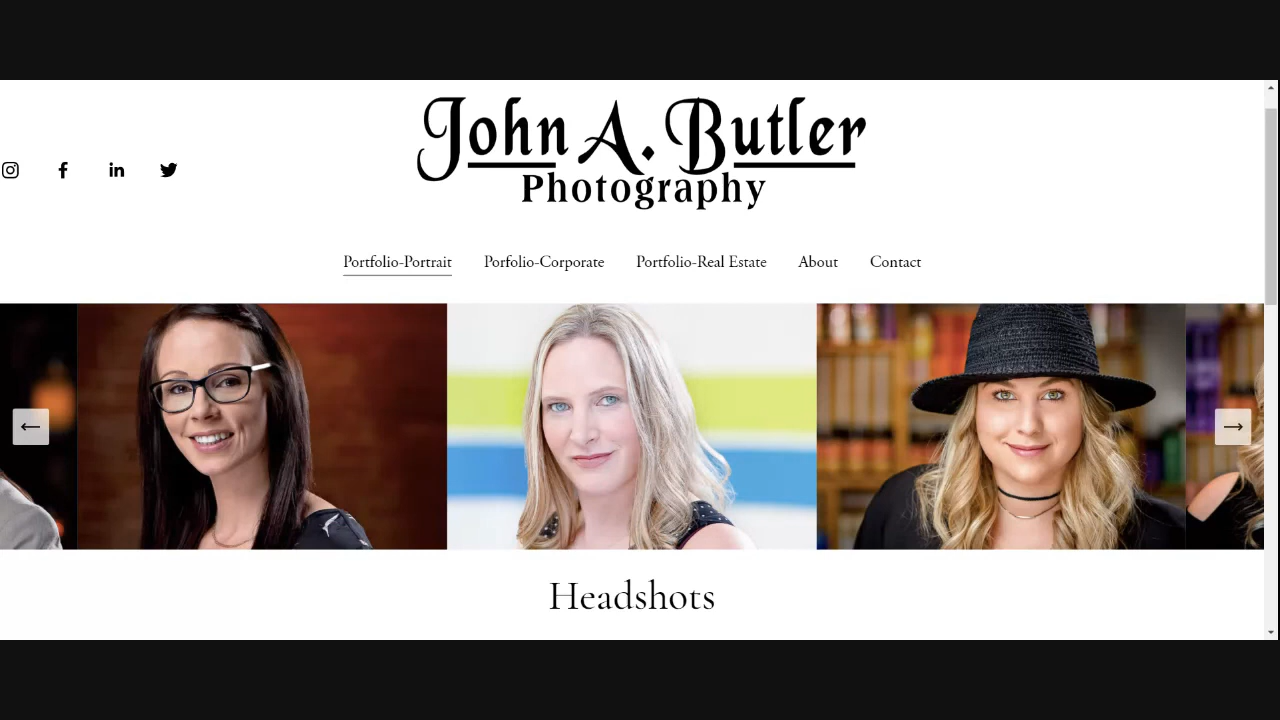 John A. Butler
Photography
Portfolio-Portrait Porfolio-Corporate Portfolio-Real Estate About Contact
Headshots